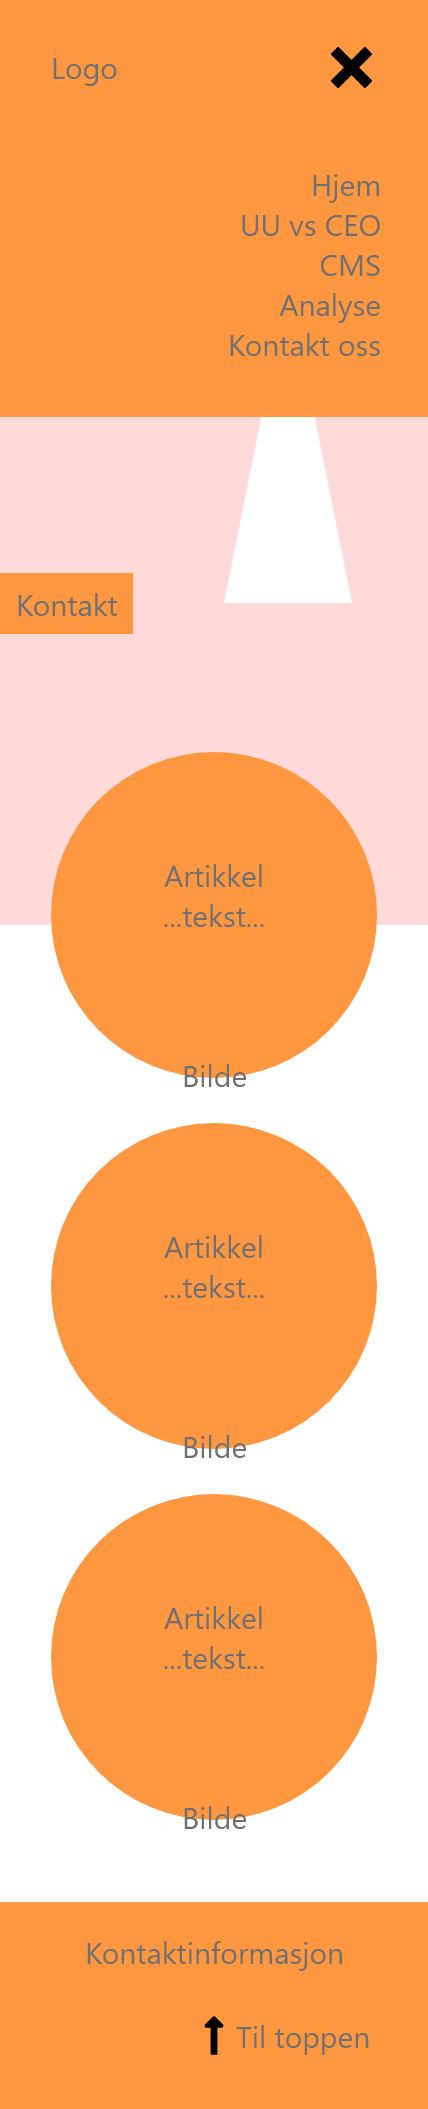 Logo
Hjem
UU vs CEO
CMS
Analyse
Kontakt oss
Kontakt
Artikkel
...tekst...
Bilde
Artikkel
...tekst...
Bilde
Artikkel
...tekst...
Bilde
Kontaktinformasjon
Til toppen